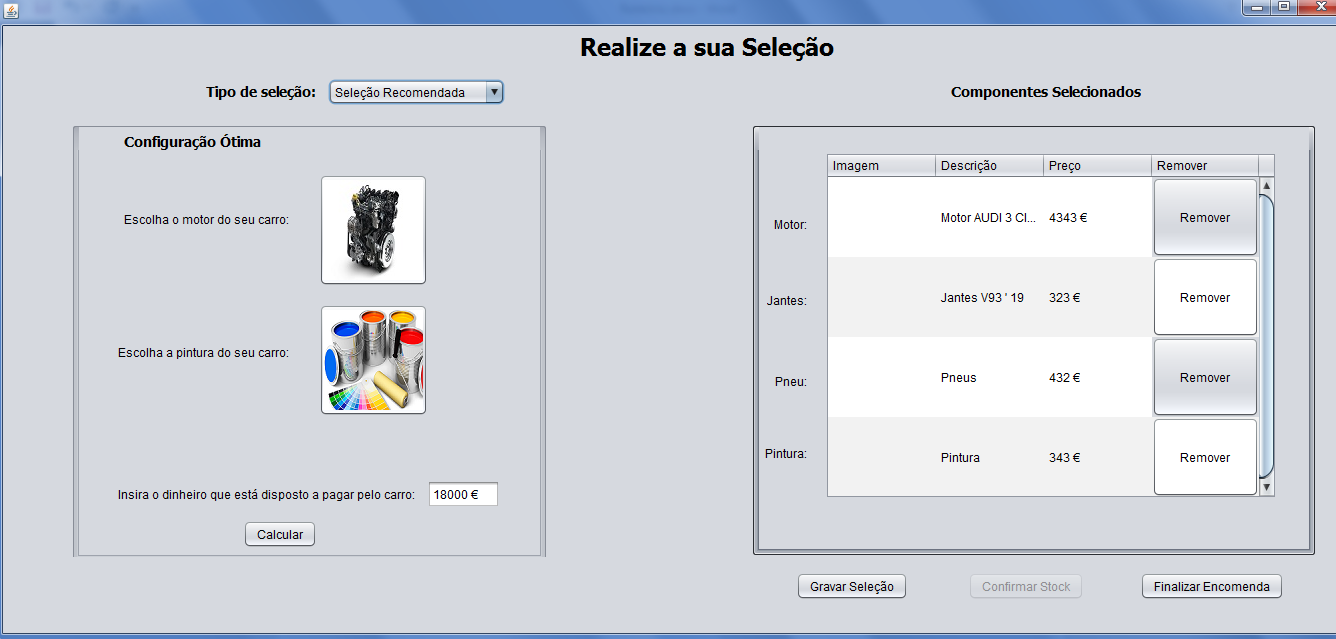 Realize a sua Seleção
Tipo de seleção: Seleção Recomendada
Componentes Selecionados
Configuração Ótima
Escolha o motor do seu carro:
Escolha a pintura do seu carro:
Insira o dinheiro que está disposto a pagar pelo carro: 18000 €
Calcular
Imagem Descrição Preço Remover
Motor: Motor AUDI 3 Cl... 4343 € Remover
Jantes: Jantes V93 ' 19 323 € Remover
Pneu: Pneus 432 € Remover
Pintura: Pintura 343 € Remover
Gravar Seleção Confirmar Stock Finalizar Encomenda